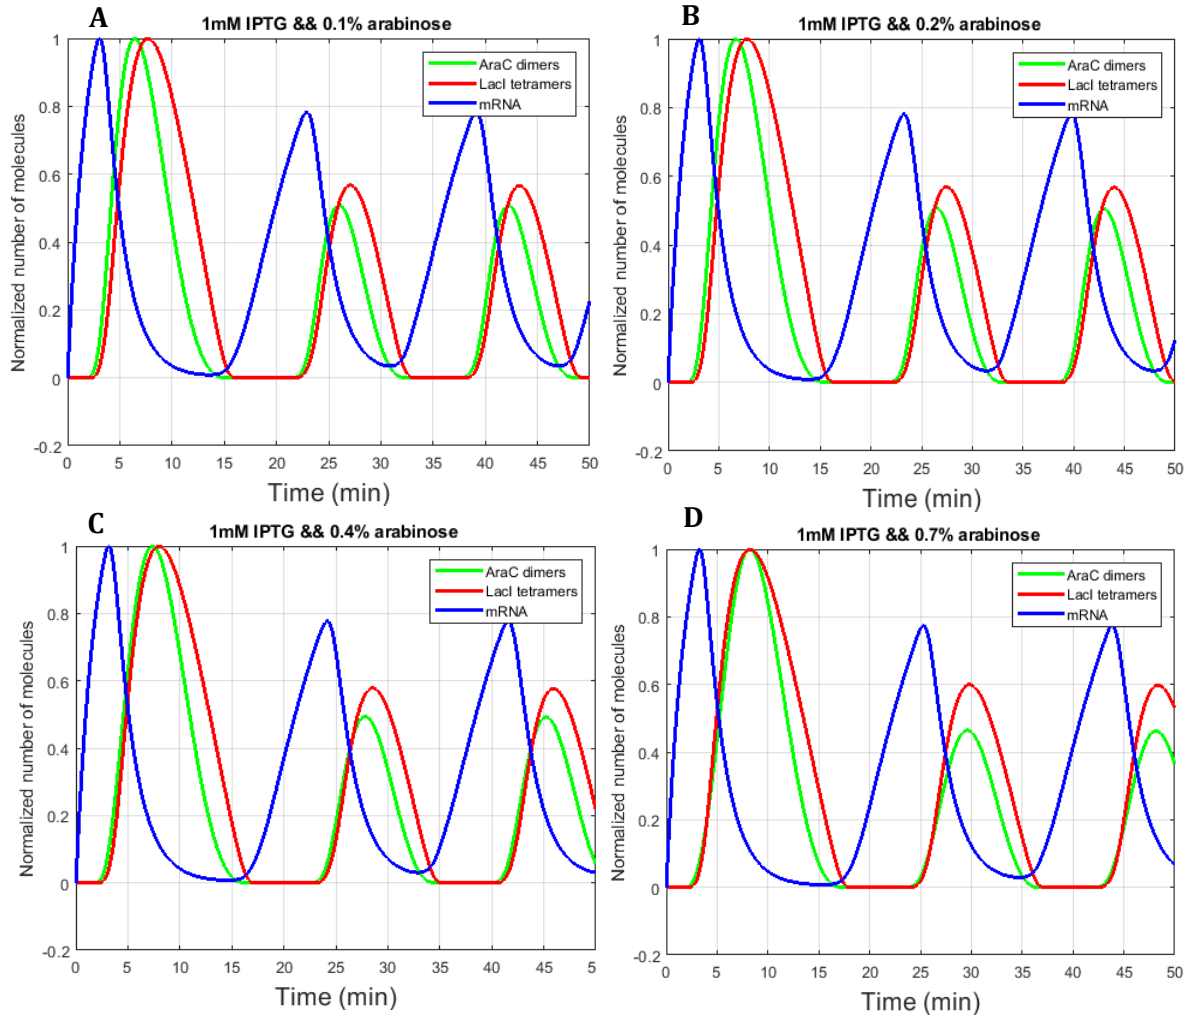 A
1mM IPTG && 0.1% arabinose
AraC dimers
LacI tetramers
mRNA
Normalized number of molecules
1
0.8
0.6
0.4
0.2
0
-0.2
0 5 10 15 20 25 30 35 40 45 50
Time (min)
B
1mM IPTG && 0.2% arabinose
AraC dimers
LacI tetramers
mRNA
Normalized number of molecules
1
0.8
0.6
0.4
0.2
0
-0.2
0 5 10 15 20 25 30 35 40 45 50
Time (min)
C
1mM IPTG && 0.4% arabinose
AraC dimers
LacI tetramers
mRNA
Normalized number of molecules
1
0.8
0.6
0.4
0.2
0
-0.2
0 5 10 15 20 25 30 35 40 45 5
Time (min)
D
1mM IPTG && 0.7% arabinose
AraC dimers
LacI tetramers
mRNA
Normalized number of molecules
1
0.8
0.6
0.4
0.2
0
-0.2
0 5 10 15 20 25 30 35 40 45 50
Time (min)